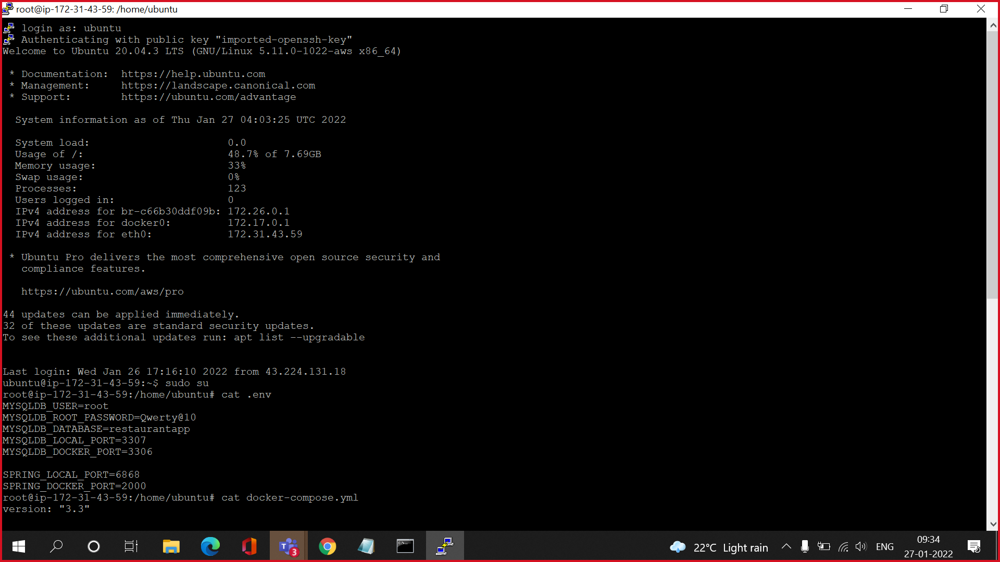 root@ip-172-31-43-59: /home/ubuntu
login as: ubuntu
Authenticating with public key "imported-openssh-key"
Welcome to Ubuntu 20.04.3 LTS (GNU/Linux 5.11.0-1022-aws x86_64)
* Documentation:  https://help.ubuntu.com
* Management:     https://landscape.canonical.com
* Support:        https://ubuntu.com/advantage
System information as of Thu Jan 27 04:03:25 UTC 2022
System load:                      0.0
Usage of /:                       48.7% of 7.69GB
Memory usage:                     33%
Swap usage:                       0%
Processes:                        123
Users logged in:                  0
IPv4 address for br-c66b30ddf09b: 172.26.0.1
IPv4 address for docker0:         172.17.0.1
IPv4 address for eth0:            172.31.43.59
* Ubuntu Pro delivers the most comprehensive open source security and
compliance features.
https://ubuntu.com/aws/pro
44 updates can be applied immediately.
32 of these updates are standard security updates.
To see these additional updates run: apt list --upgradable
Last login: Wed Jan 26 17:16:10 2022 from 43.224.131.18
ubuntu@ip-172-31-43-59:~$ sudo su
root@ip-172-31-43-59:/home/ubuntu# cat .env
MYSQLDB_USER=root
MYSQLDB_ROOT_PASSWORD=Qwerty@10
MYSQLDB_DATABASE=restaurantapp
MYSQLDB_LOCAL_PORT=3307
MYSQLDB_DOCKER_PORT=3306
SPRING_LOCAL_PORT=6868
SPRING_DOCKER_PORT=2000
root@ip-172-31-43-59:/home/ubuntu# cat docker-compose.yml
version: "3.3"
T 3
22°C Light rain
ENG
09:34
27-01-2022